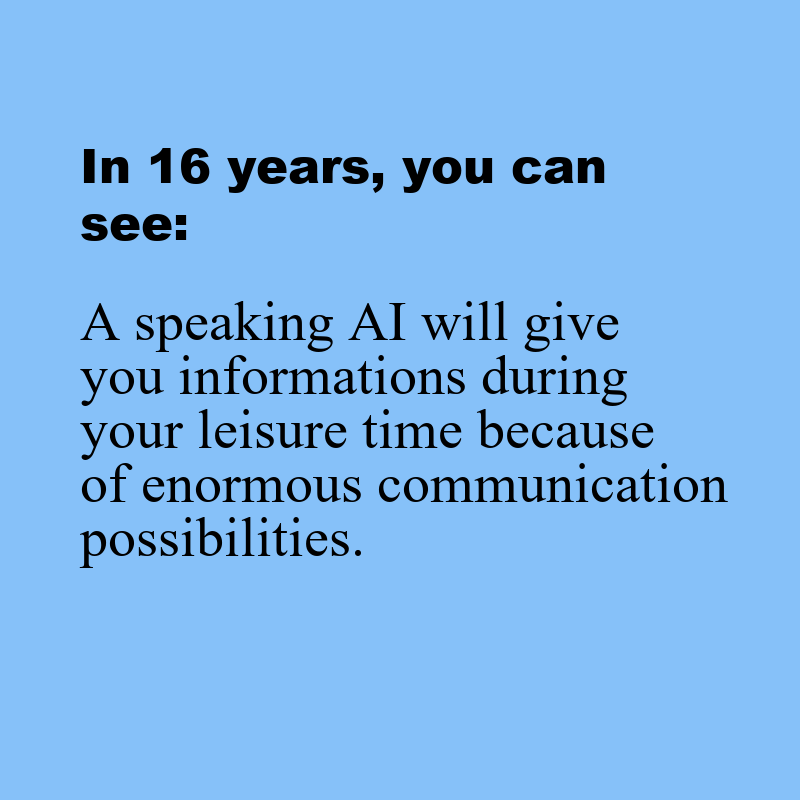 In 16 years, you can
see:
A speaking AI will give
you informations during
your leisure time because
of enormous communication
possibilities.